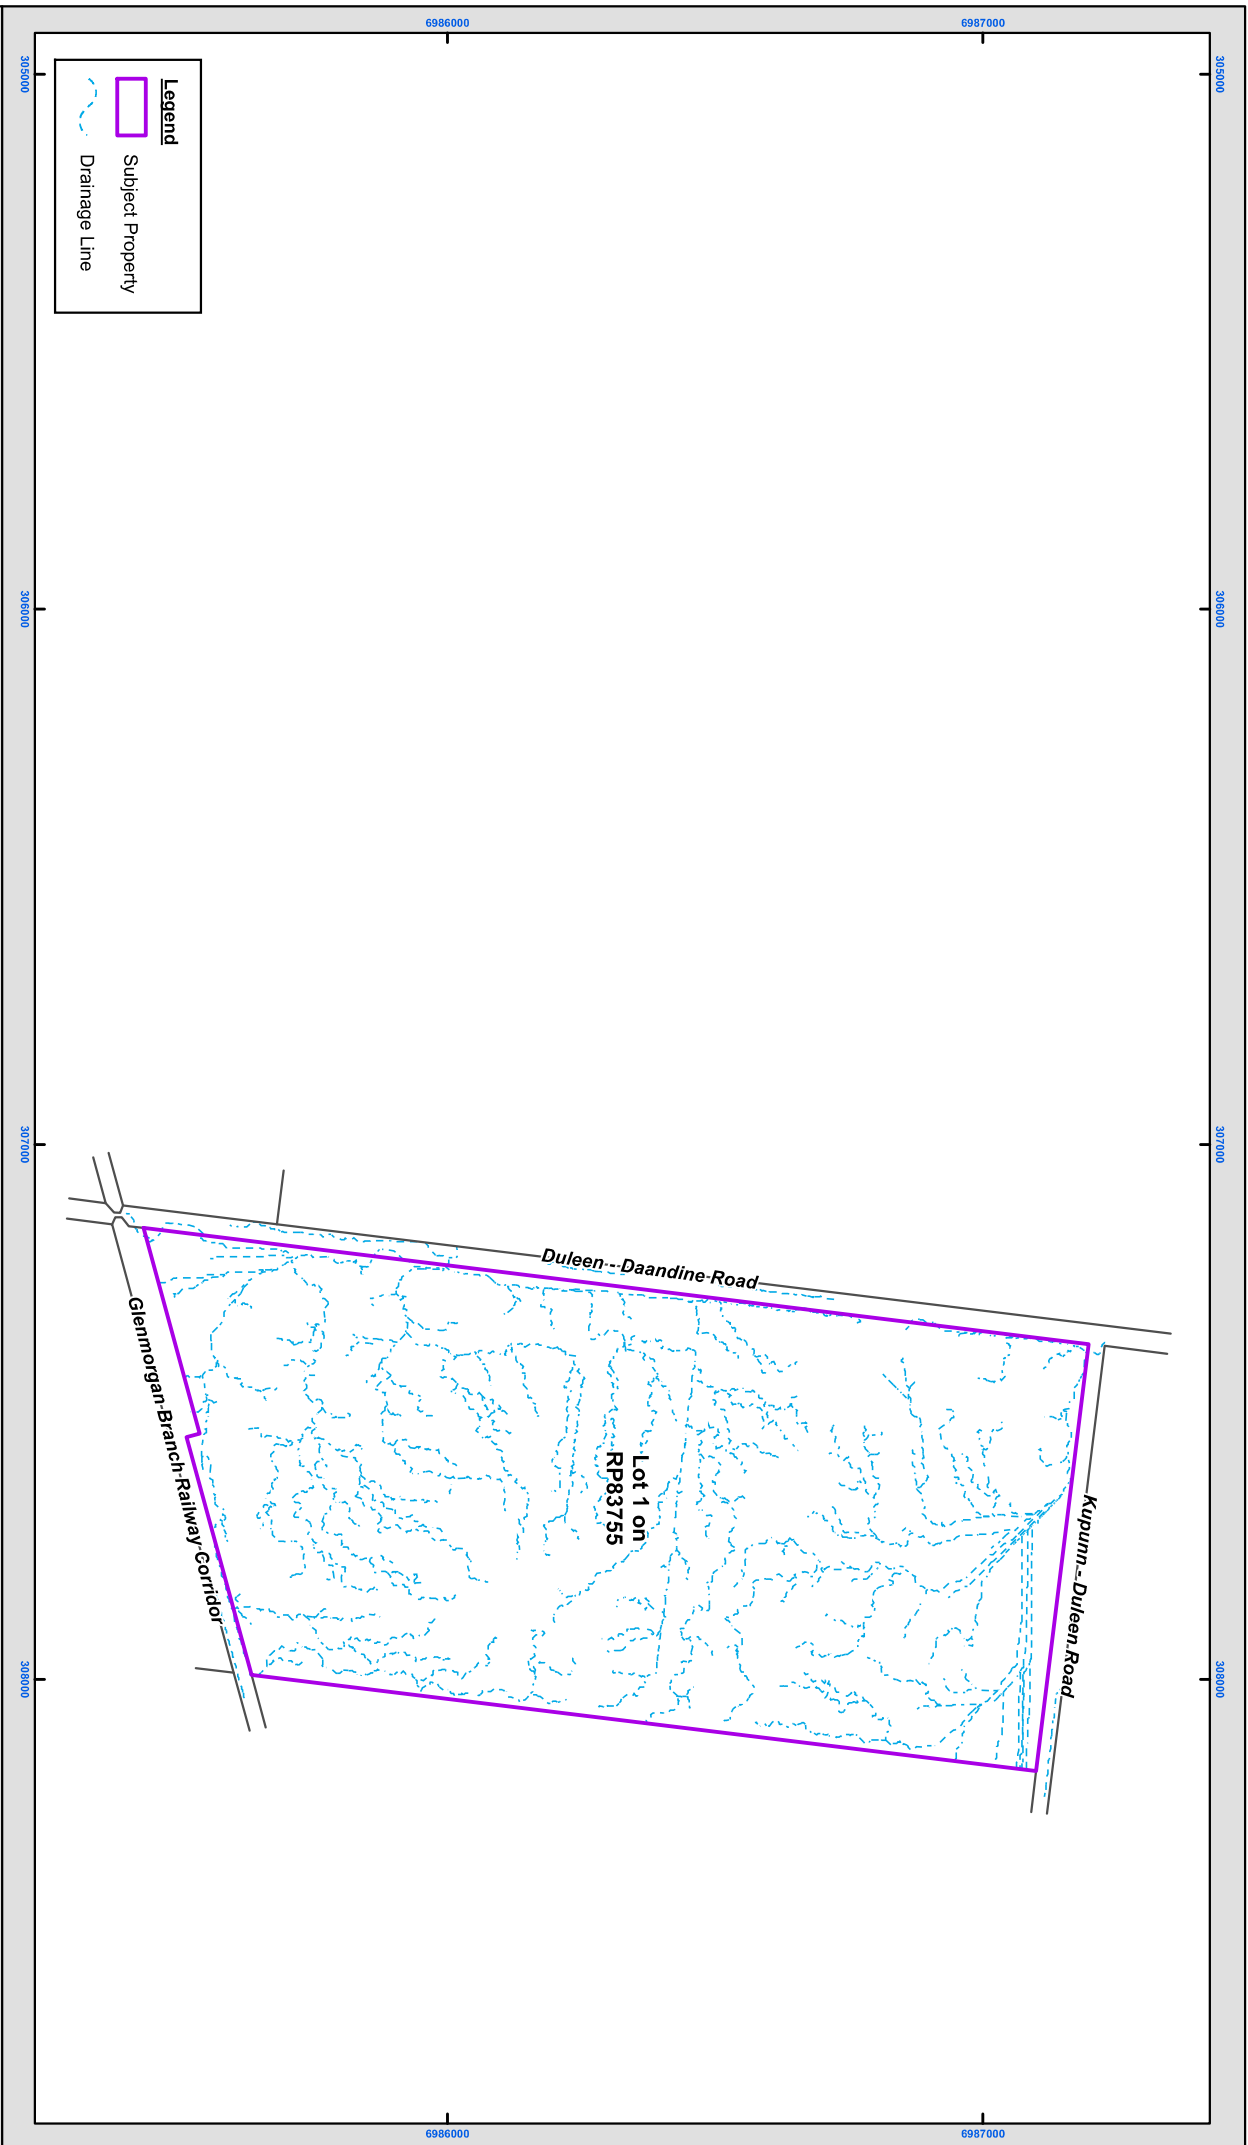 6986000
6987000
305000
305000
306000
306000
307000
307000
308000
308000
6986000
6987000
Legend
Subject Property
Drainage Line
Duleen - Daandine Road
Kupunn - Duleen Road
Glenmorgan Branch Railway Corridor
Lot 1 on
RP83755